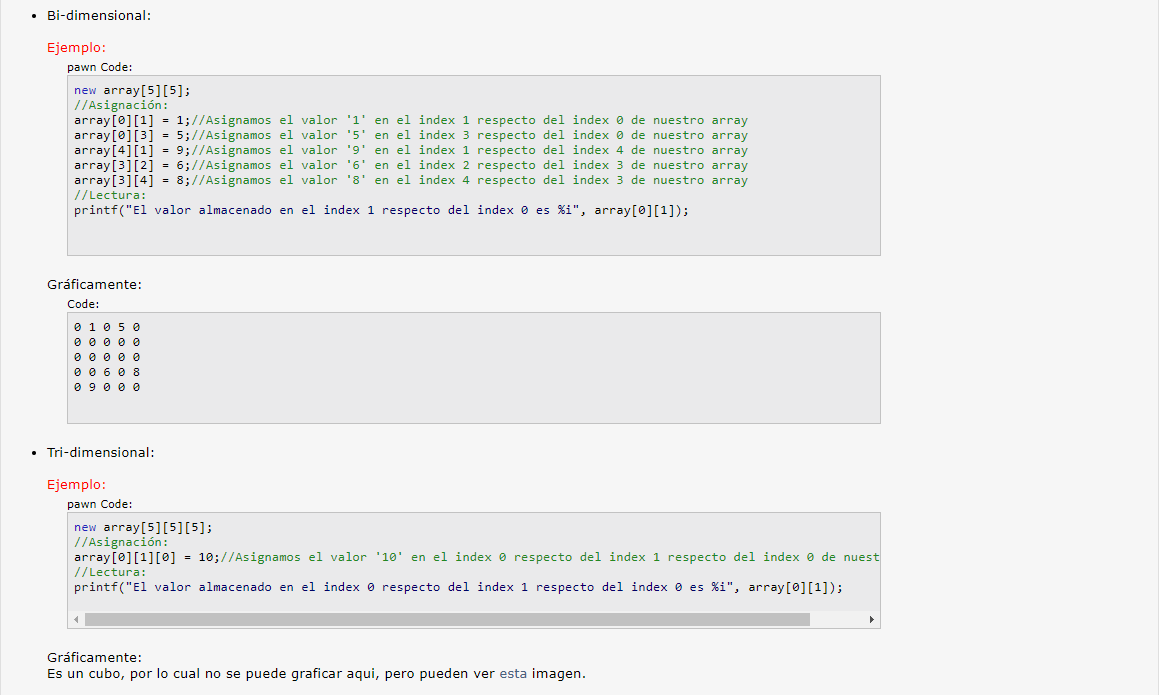 Bi-dimensional:
Ejemplo:
pawn Code:
new array[5][5];
//Asignación:
array[0][1] = 1;//Asignamos el valor '1' en el index 1 respecto del index 0 de nuestro array
array[0][3] = 5;//Asignamos el valor '5' en el index 3 respecto del index 0 de nuestro array
array[4][1] = 9;//Asignamos el valor '9' en el index 1 respecto del index 4 de nuestro array
array[3][2] = 6;//Asignamos el valor '6' en el index 2 respecto del index 3 de nuestro array
array[3][4] = 8;//Asignamos el valor '8' en el index 4 respecto del index 3 de nuestro array
//Lectura:
printf("El valor almacenado en el index 1 respecto del index 0 es %i", array[0][1]);
Gráficamente:
Code:
0 1 0 5 0
0 0 0 0 0
0 0 0 0 0
0 0 6 0 8
0 9 0 0 0
Tri-dimensional:
Ejemplo:
pawn Code:
new array[5][5][5];
//Asignación:
array[0][1][0] = 10;//Asignamos el valor '10' en el index 0 respecto del index 1 respecto del index 0 de nuest
//Lectura:
printf("El valor almacenado en el index 0 respecto del index 1 respecto del index 0 es %i", array[0][1]);
Gráficamente:
Es un cubo, por lo cual no se puede graficar aqui, pero pueden ver esta imagen.